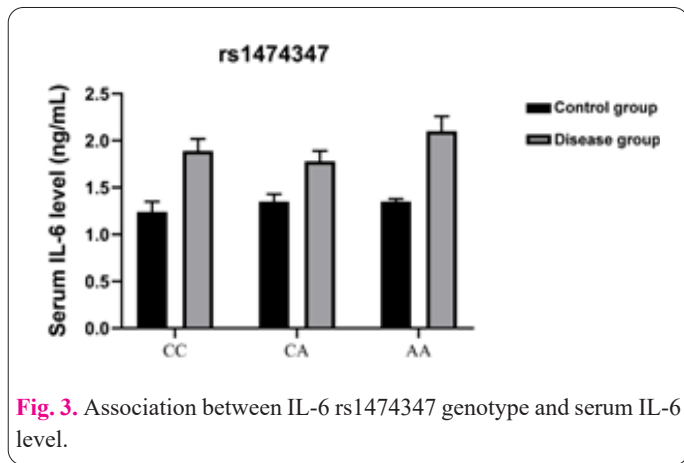 rs1474347
Serum IL-6 level (ng/mL)
2.5
2.0
1.5
1.0
0.5
0.0
CC CA AA
Control group
Disease group
Fig. 3. Association between IL-6 rs1474347 genotype and serum IL-6
level.